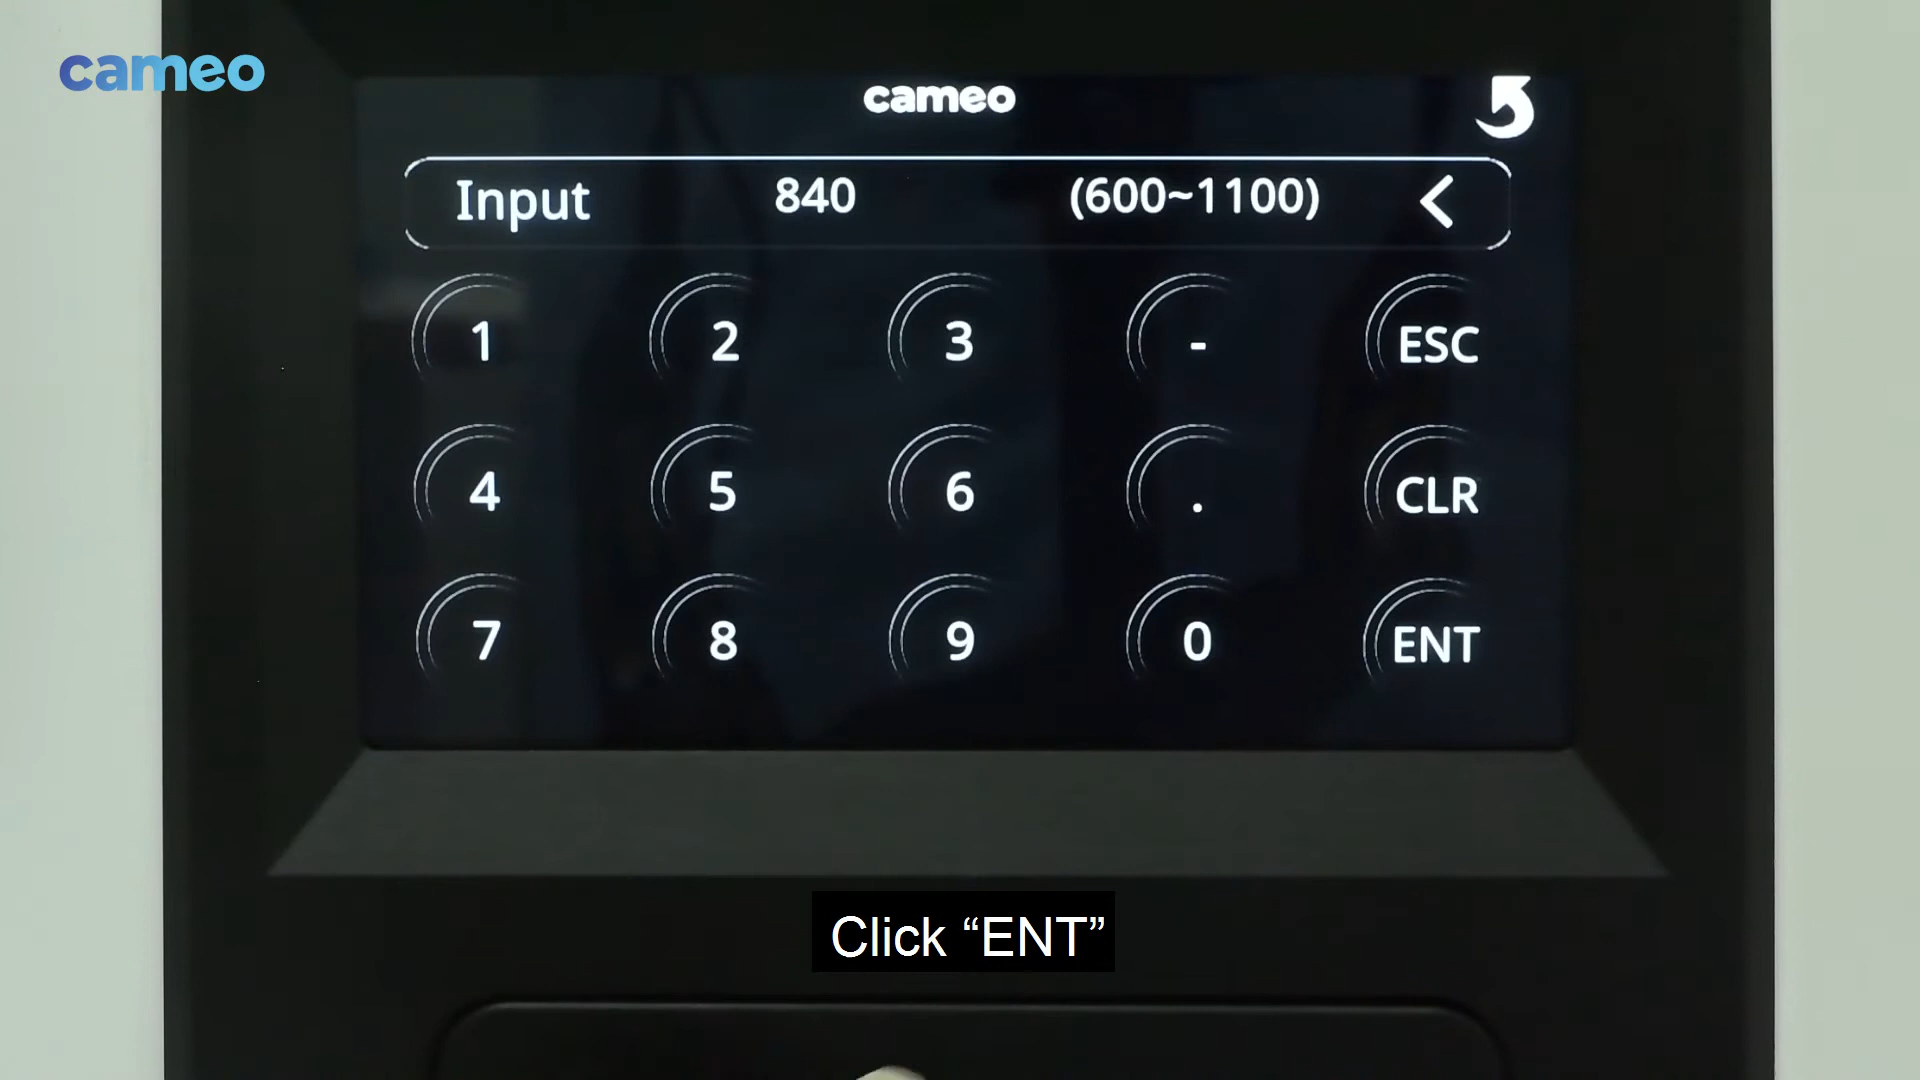 cameo
cameo
Input 840 (600~1100) <
1 2 3 - ESC
4 5 6 . CLR
7 8 9 0 ENT
Click “ENT”